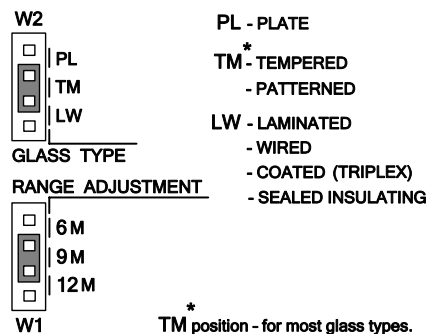 W2
PL
TM
LW
GLASS TYPE
PL - PLATE
TM* - TEMPERED
- PATTERNED
LW - LAMINATED
- WIRED
- COATED (TRIPLEX)
- SEALED INSULATING
RANGE ADJUSTMENT
6M
9M
12M
W1
TM* position - for most glass types.